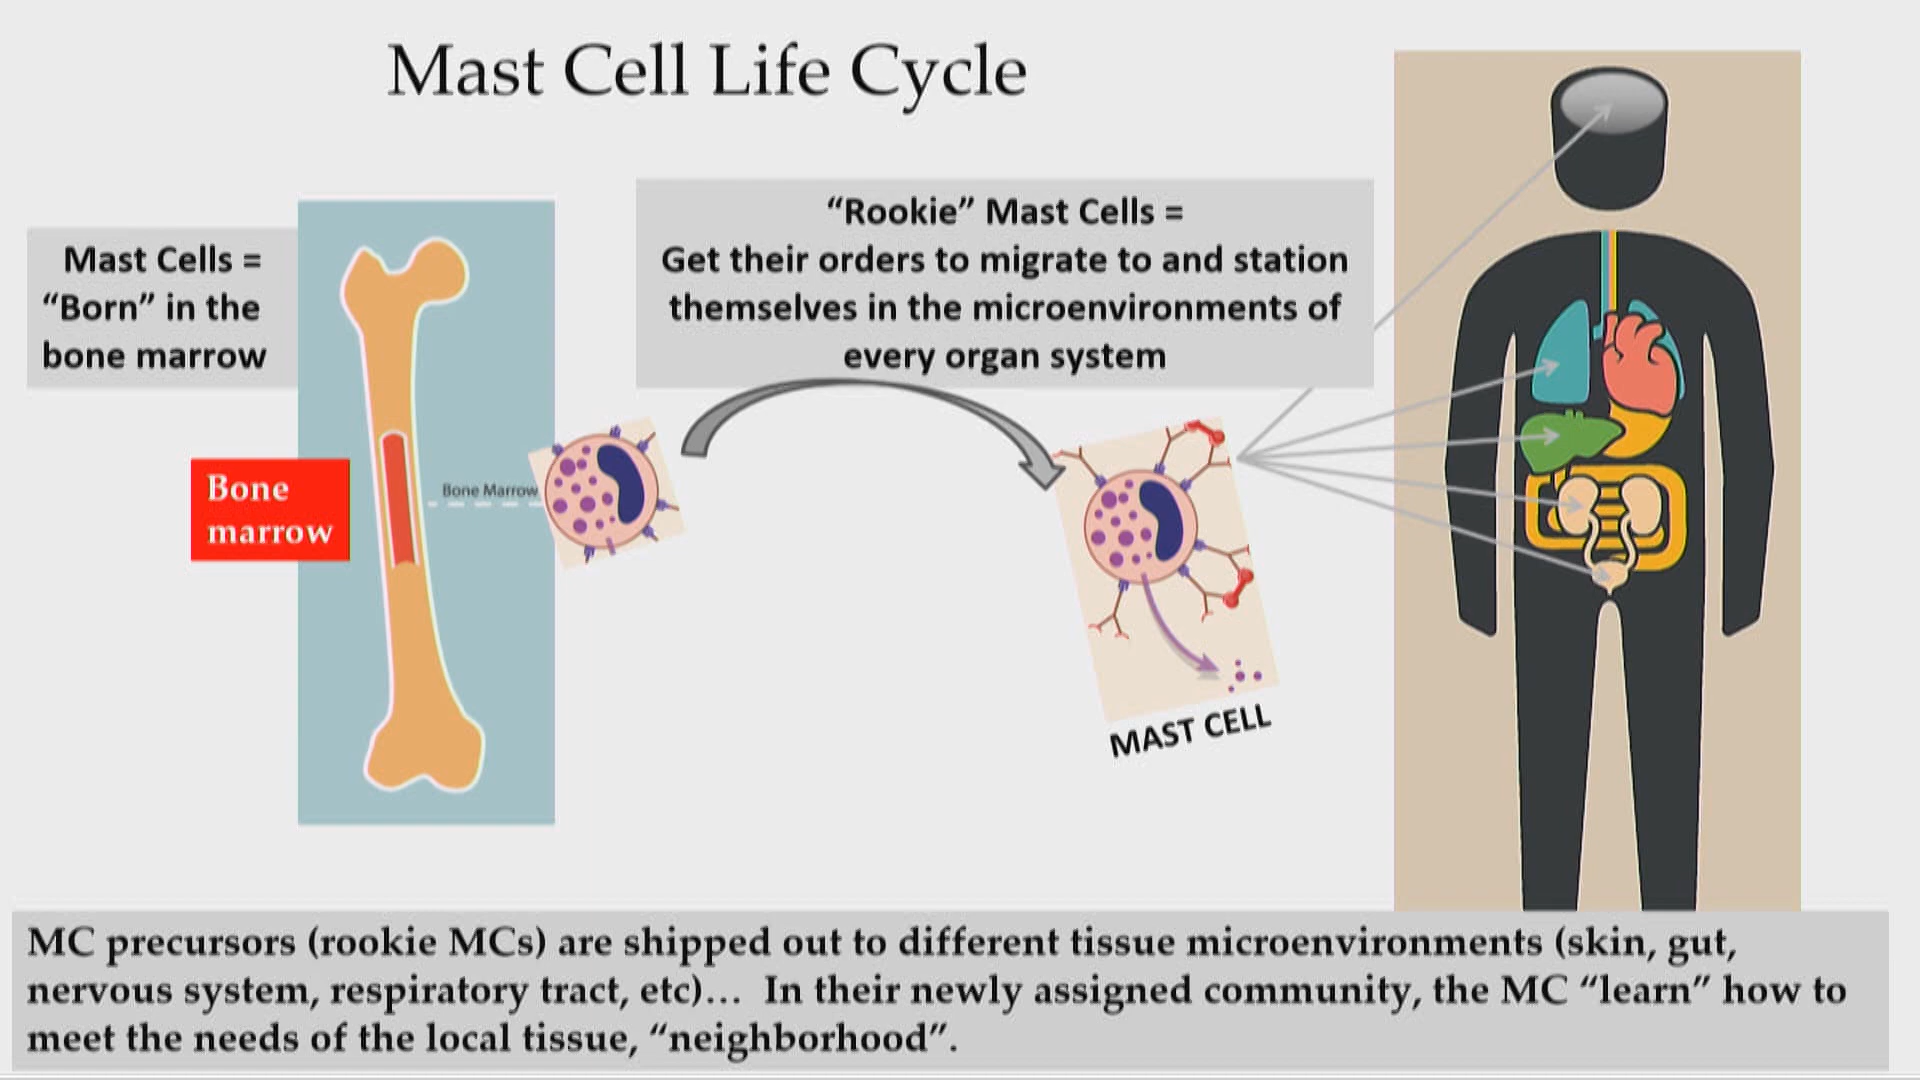 Mast Cell Life Cycle
Mast Cells =
“Born” in the
bone marrow
“Rookie” Mast Cells =
Get their orders to migrate to and station
themselves in the microenvironments of
every organ system
Bone
marrow
Bone Marrow
MAST CELL
MC precursors (rookie MCs) are shipped out to different tissue microenvironments (skin, gut,
nervous system, respiratory tract, etc)… In their newly assigned community, the MC “learn” how to
meet the needs of the local tissue, “neighborhood”.